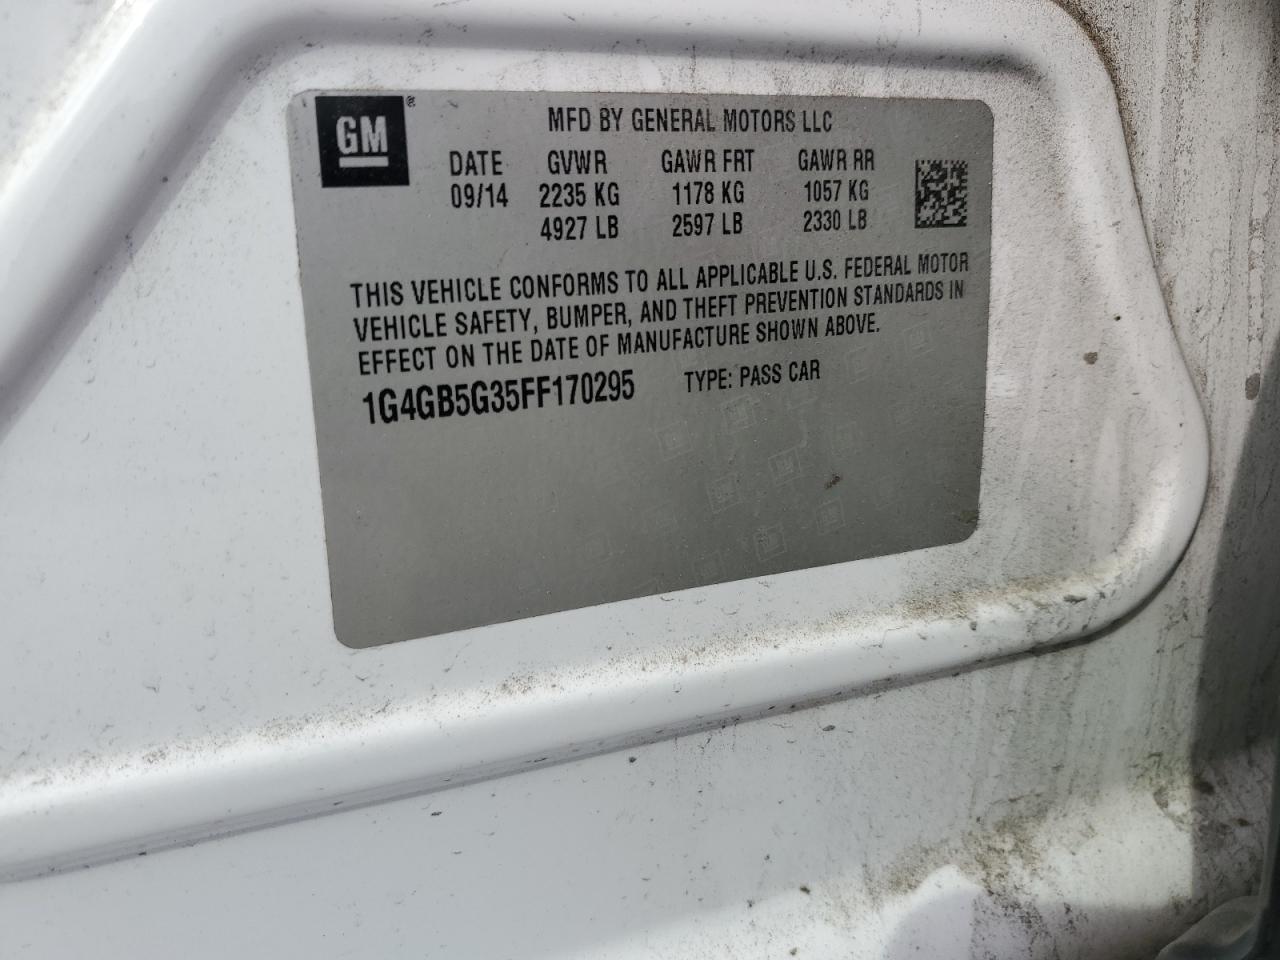 GM®
MFD BY GENERAL MOTORS LLC
DATE GVWR GAWR FRT GAWR RR
09/14 2235 KG 1178 KG 1057 KG
4927 LB 2597 LB 2330 LB
THIS VEHICLE CONFORMS TO ALL APPLICABLE U.S. FEDERAL MOTOR
VEHICLE SAFETY, BUMPER, AND THEFT PREVENTION STANDARDS IN
EFFECT ON THE DATE OF MANUFACTURE SHOWN ABOVE.
1G4GB5G35FF170295 TYPE: PASS CAR